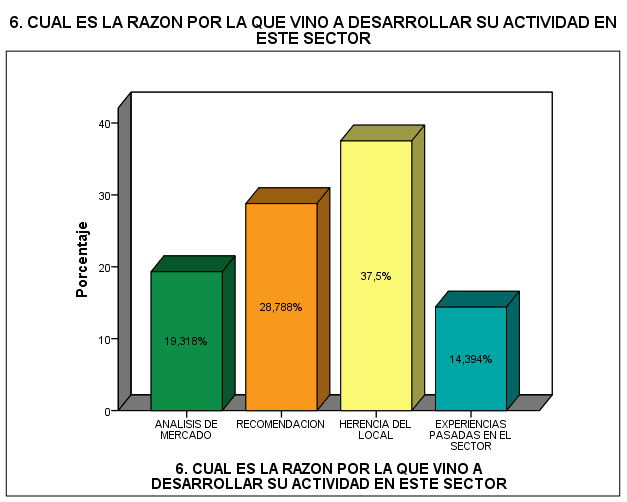 6. CUAL ES LA RAZON POR LA QUE VINO A DESARROLLAR SU ACTIVIDAD EN
ESTE SECTOR
Porcentaje
40
30
20
10
0
19,318%
28,788%
37,5%
14,394%
ANALISIS DE
MERCADO
RECOMENDACION
HERENCIA DEL
LOCAL
EXPERIENCIAS
PASADAS EN EL
SECTOR
6. CUAL ES LA RAZON POR LA QUE VINO A
DESARROLLAR SU ACTIVIDAD EN ESTE SECTOR